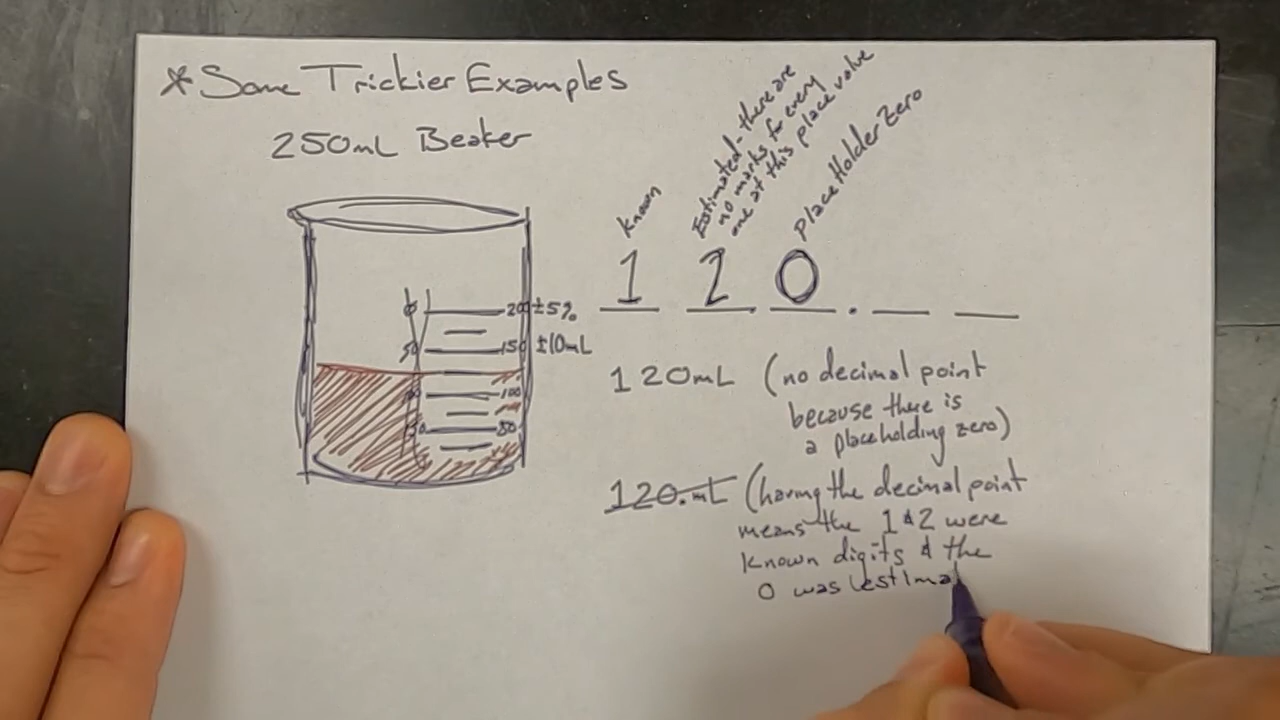 *Some Trickier Examples
250mL Beaker
Known
Estimated - there are
no marks for every
one at this place value
Place Holder Zero
1 2 0 .
200 ±5%
50 150 ±10mL
100
50
120mL (no decimal point
because there is
a placeholding zero)
120.mL (having the decimal point
means the 1 & 2 were
known digits & the
0 was estima